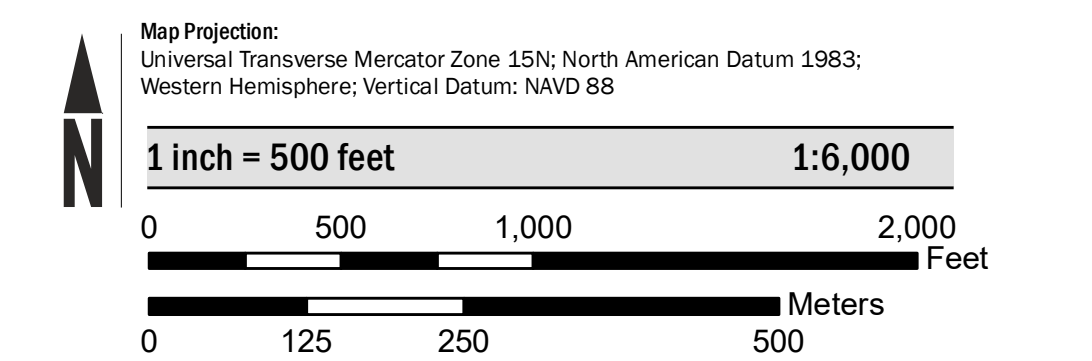 Map Projection:
Universal Transverse Mercator Zone 15N; North American Datum 1983;
Western Hemisphere; Vertical Datum: NAVD 88
N
1 inch = 500 feet 1:6,000
0 500 1,000 2,000
Feet
Meters
0 125 250 500